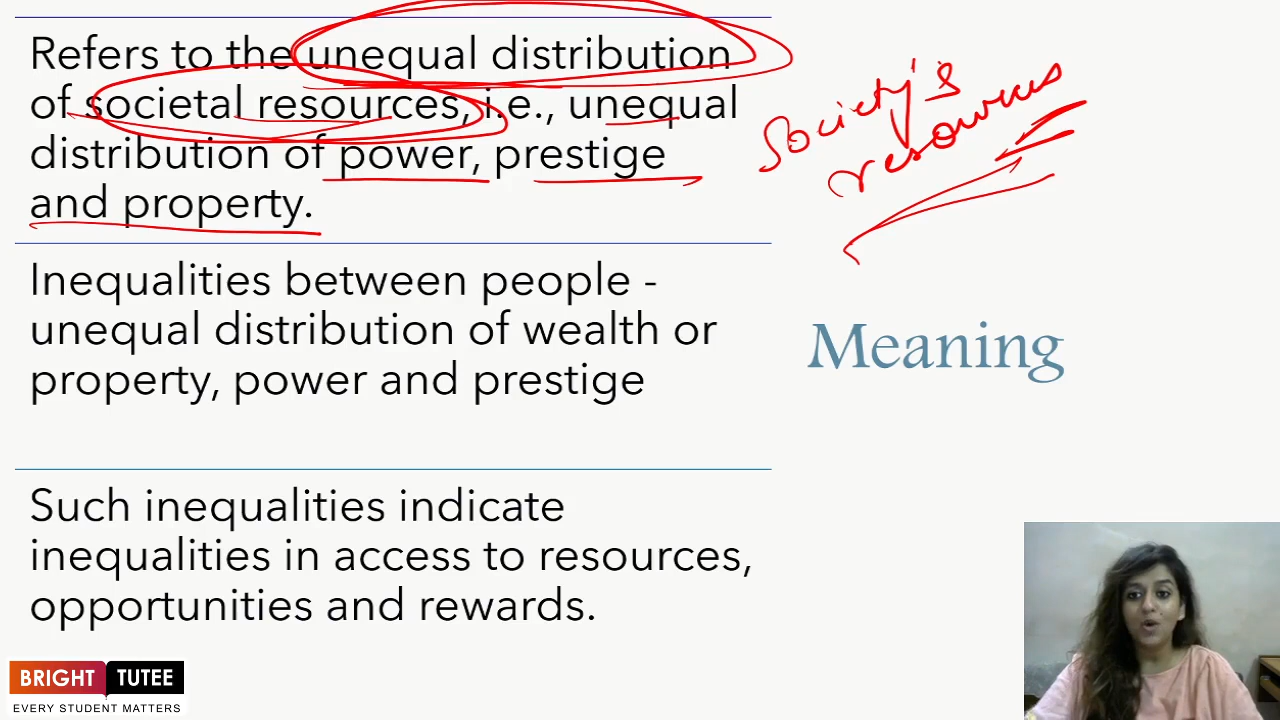 Refers to the unequal distribution
of societal resources, i.e., unequal
distribution of power, prestige
and property.
Society's
resources
Inequalities between people -
unequal distribution of wealth or
property, power and prestige
Meaning
Such inequalities indicate
inequalities in access to resources,
opportunities and rewards.
BRIGHT TUTEE
EVERY STUDENT MATTERS